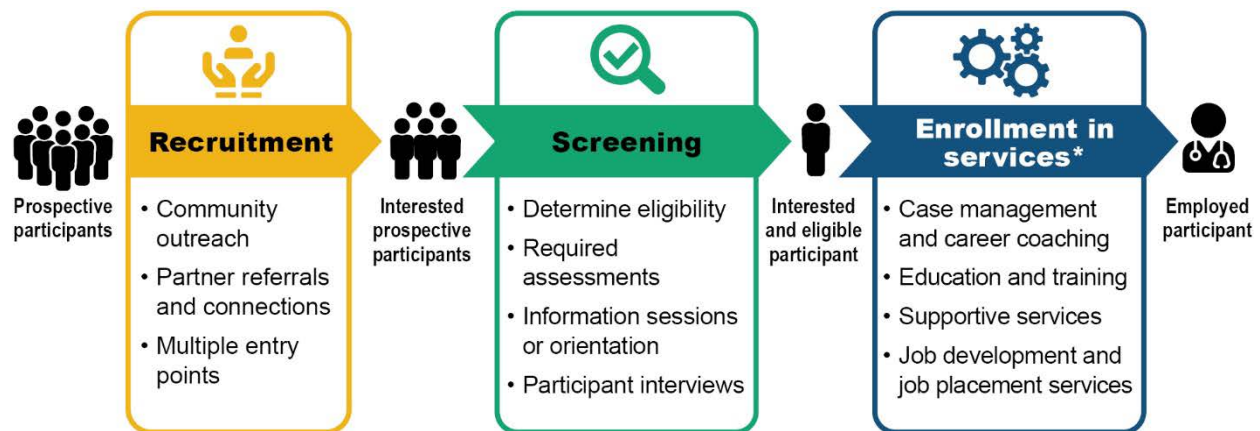 Prospective
participants
Recruitment
• Community
outreach
• Partner referrals
and connections
• Multiple entry
points
Interested
prospective
participants
Screening
• Determine eligibility
• Required
assessments
• Information sessions
or orientation
• Participant interviews
Interested
and eligible
participant
Enrollment in
services*
• Case management
and career coaching
• Education and training
• Supportive services
• Job development and
job placement services
Employed
participant